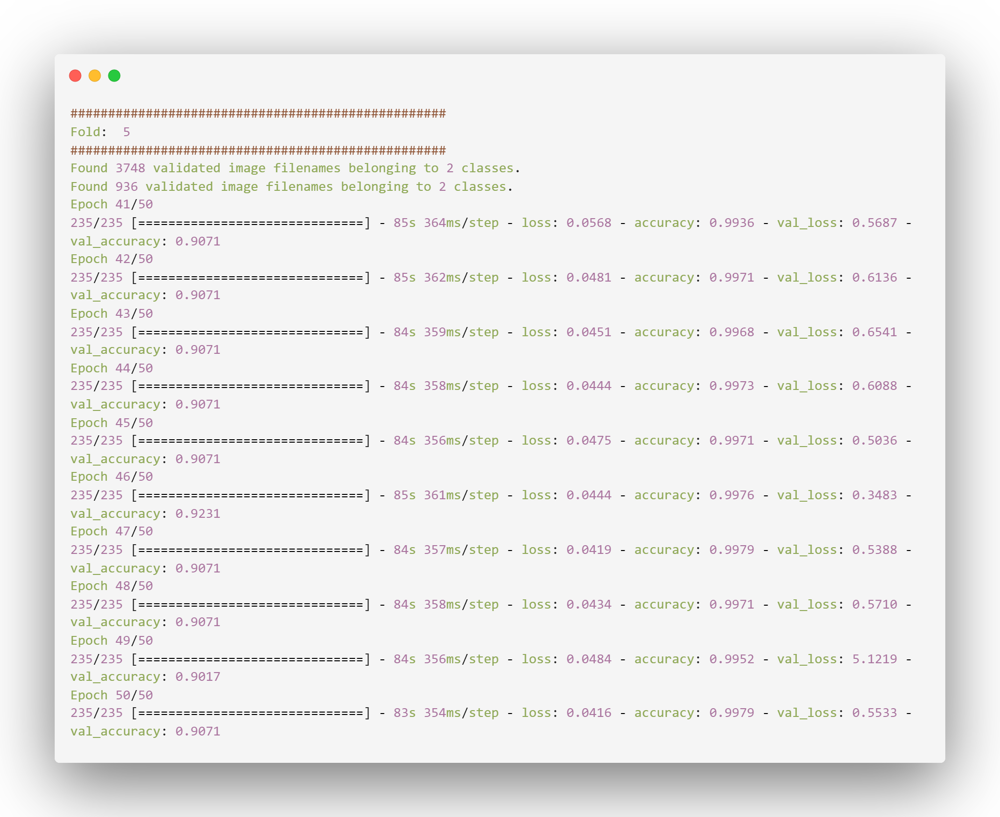 ##################################################
Fold:  5
##################################################
Found 3748 validated image filenames belonging to 2 classes.
Found 936 validated image filenames belonging to 2 classes.
Epoch 41/50
235/235 [==============================] - 85s 364ms/step - loss: 0.0568 - accuracy: 0.9936 - val_loss: 0.5687 -
val_accuracy: 0.9071
Epoch 42/50
235/235 [==============================] - 85s 362ms/step - loss: 0.0481 - accuracy: 0.9971 - val_loss: 0.6136 -
val_accuracy: 0.9071
Epoch 43/50
235/235 [==============================] - 84s 359ms/step - loss: 0.0451 - accuracy: 0.9968 - val_loss: 0.6541 -
val_accuracy: 0.9071
Epoch 44/50
235/235 [==============================] - 84s 358ms/step - loss: 0.0444 - accuracy: 0.9973 - val_loss: 0.6088 -
val_accuracy: 0.9071
Epoch 45/50
235/235 [==============================] - 84s 356ms/step - loss: 0.0475 - accuracy: 0.9971 - val_loss: 0.5036 -
val_accuracy: 0.9071
Epoch 46/50
235/235 [==============================] - 85s 361ms/step - loss: 0.0444 - accuracy: 0.9976 - val_loss: 0.3483 -
val_accuracy: 0.9231
Epoch 47/50
235/235 [==============================] - 84s 357ms/step - loss: 0.0419 - accuracy: 0.9979 - val_loss: 0.5388 -
val_accuracy: 0.9071
Epoch 48/50
235/235 [==============================] - 84s 358ms/step - loss: 0.0434 - accuracy: 0.9971 - val_loss: 0.5710 -
val_accuracy: 0.9071
Epoch 49/50
235/235 [==============================] - 84s 356ms/step - loss: 0.0484 - accuracy: 0.9952 - val_loss: 5.1219 -
val_accuracy: 0.9017
Epoch 50/50
235/235 [==============================] - 83s 354ms/step - loss: 0.0416 - accuracy: 0.9979 - val_loss: 0.5533 -
val_accuracy: 0.9071